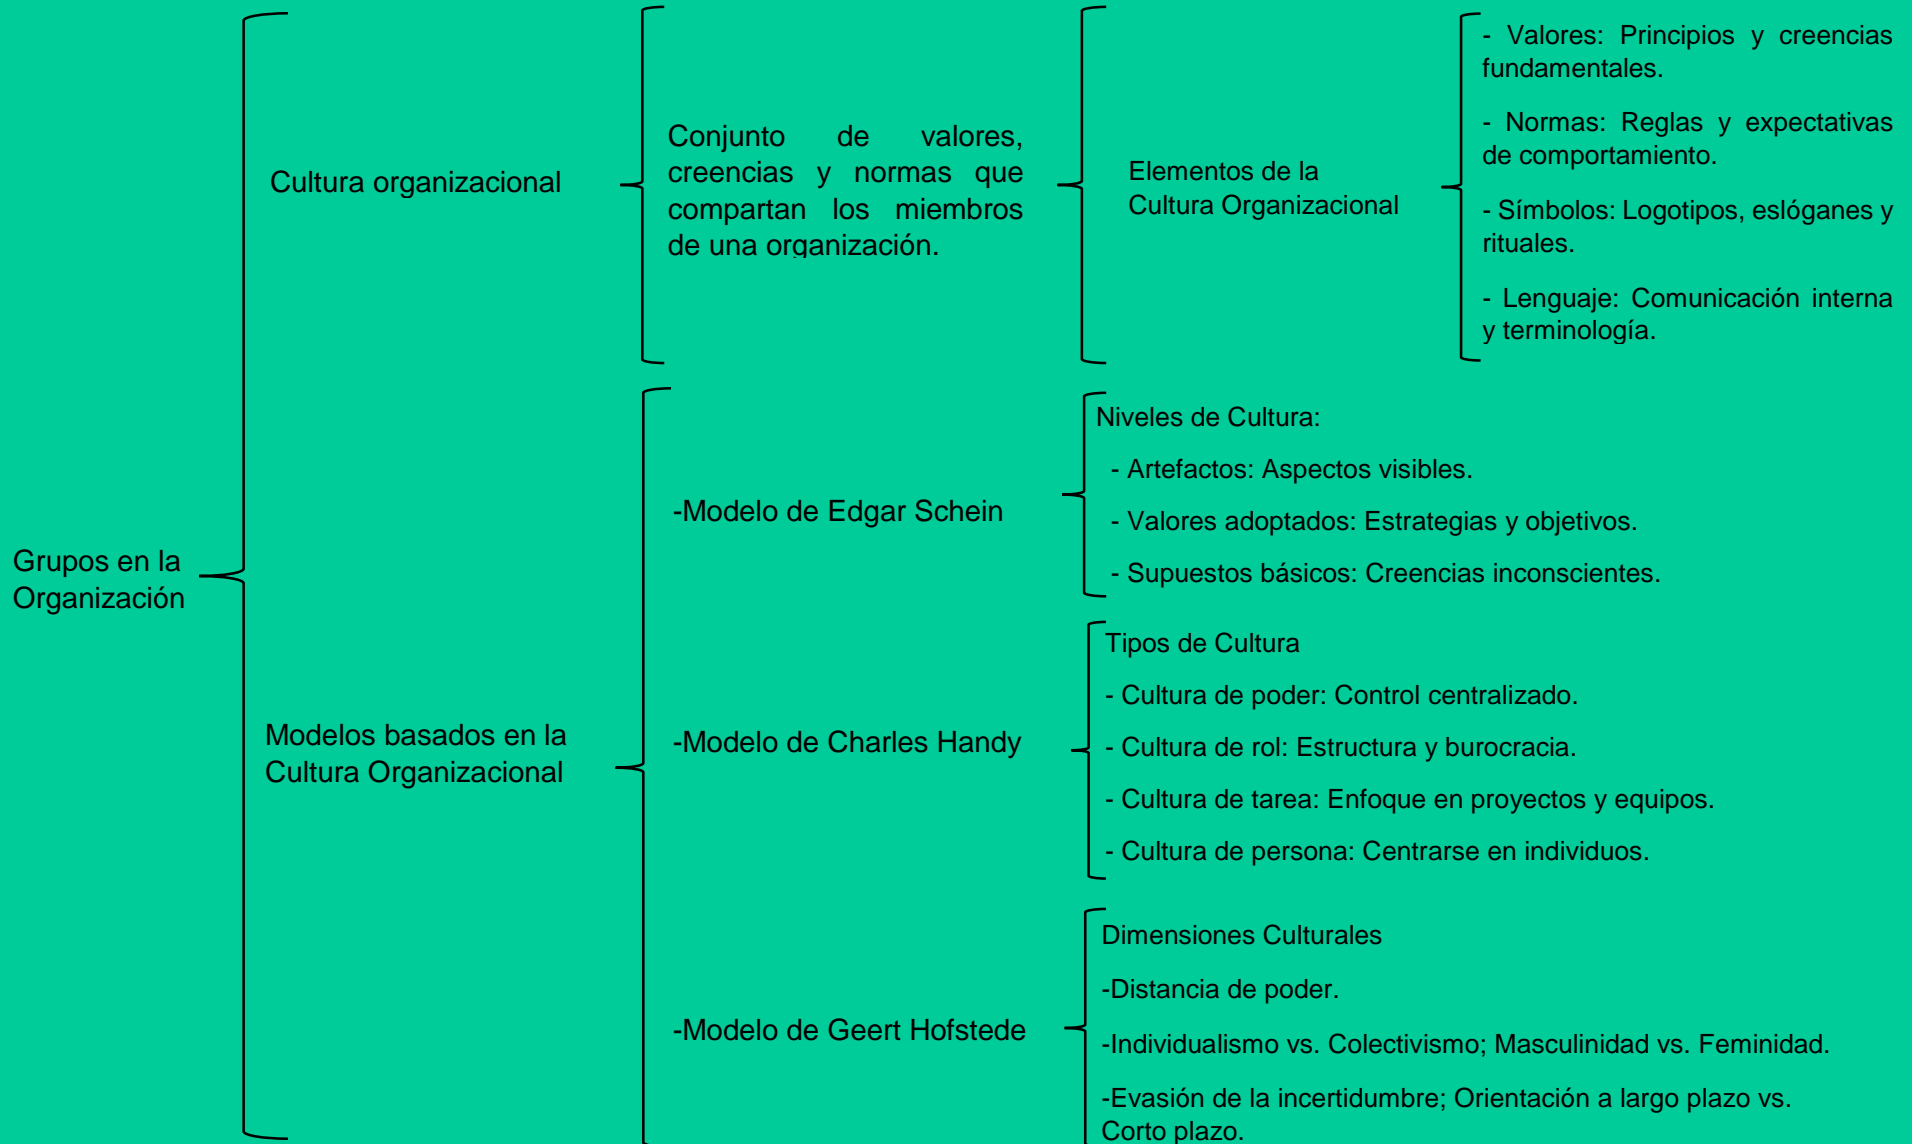 Grupos en la
Organización
Cultura organizacional
Conjunto de valores,
creencias y normas que
compartan los miembros
de una organización.
Elementos de la
Cultura Organizacional
- Valores: Principios y creencias
fundamentales.
- Normas: Reglas y expectativas
de comportamiento.
- Símbolos: Logotipos, eslóganes y
rituales.
- Lenguaje: Comunicación interna
y terminología.
Modelos basados en la
Cultura Organizacional
-Modelo de Edgar Schein
Niveles de Cultura:
- Artefactos: Aspectos visibles.
- Valores adoptados: Estrategias y objetivos.
- Supuestos básicos: Creencias inconscientes.
-Modelo de Charles Handy
Tipos de Cultura
- Cultura de poder: Control centralizado.
- Cultura de rol: Estructura y burocracia.
- Cultura de tarea: Enfoque en proyectos y equipos.
- Cultura de persona: Centrarse en individuos.
-Modelo de Geert Hofstede
Dimensiones Culturales
-Distancia de poder.
-Individualismo vs. Colectivismo; Masculinidad vs. Feminidad.
-Evasión de la incertidumbre; Orientación a largo plazo vs.
Corto plazo.